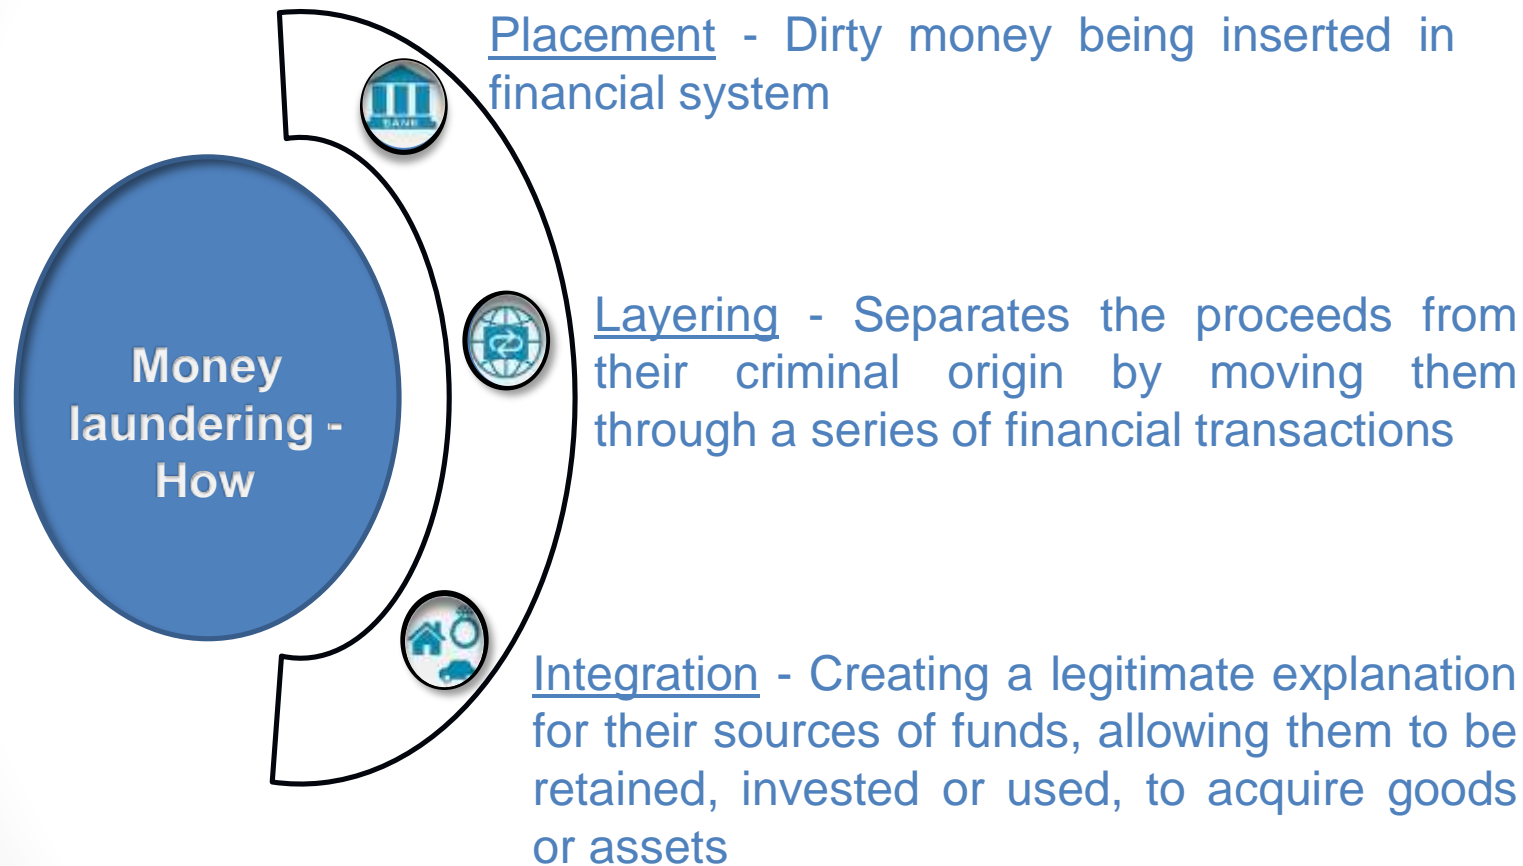 Placement - Dirty money being inserted in
financial system
BANK
Layering - Separates the proceeds from
their criminal origin by moving them
through a series of financial transactions
Money
laundering -
How
Integration - Creating a legitimate explanation
for their sources of funds, allowing them to be
retained, invested or used, to acquire goods
or assets